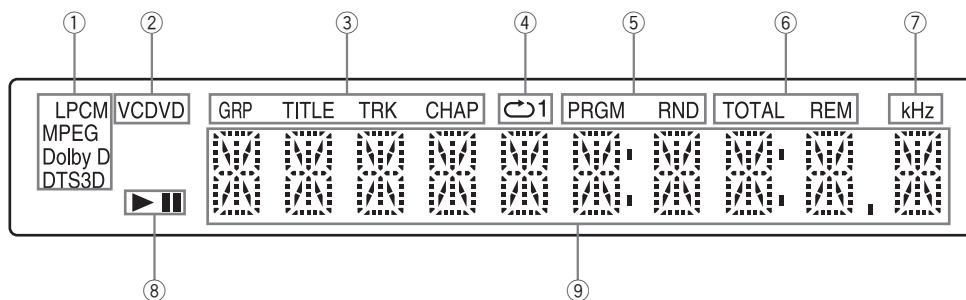 ① ② ③ ④ ⑤ ⑥ ⑦
LPCM VCDVD GRP TITLE TRK CHAP 1 PRGM RND TOTAL REM kHz
MPEG
Dolby D
DTS3D
⑧ ⑨